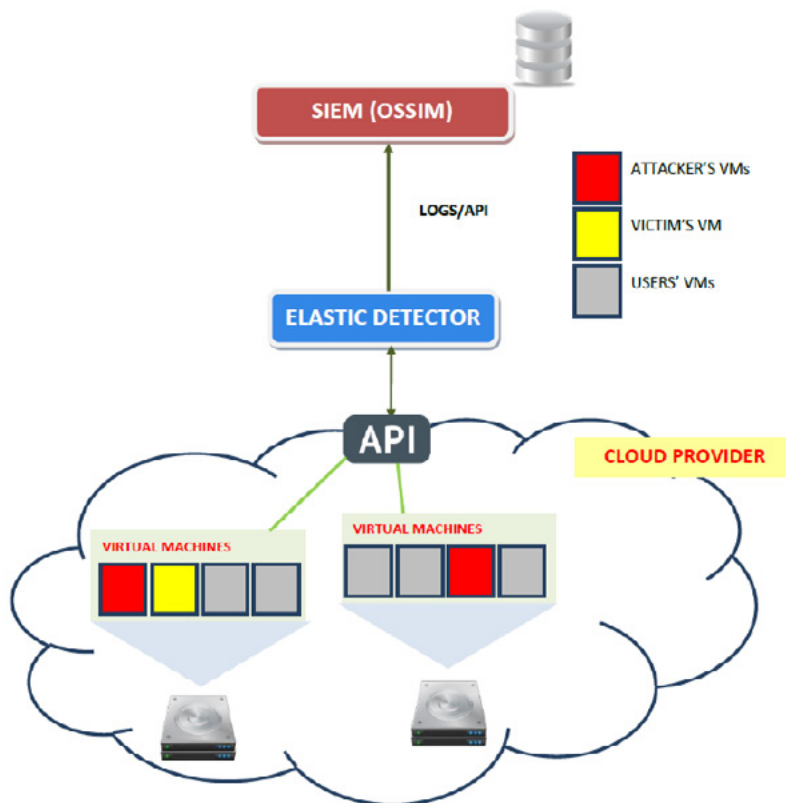 SIEM (OSSIM)
ATTACKER'S VMs
LOGS/API
VICTIM'S VM
USERS' VMs
ELASTIC DETECTOR
API
CLOUD PROVIDER
VIRTUAL MACHINES
VIRTUAL MACHINES